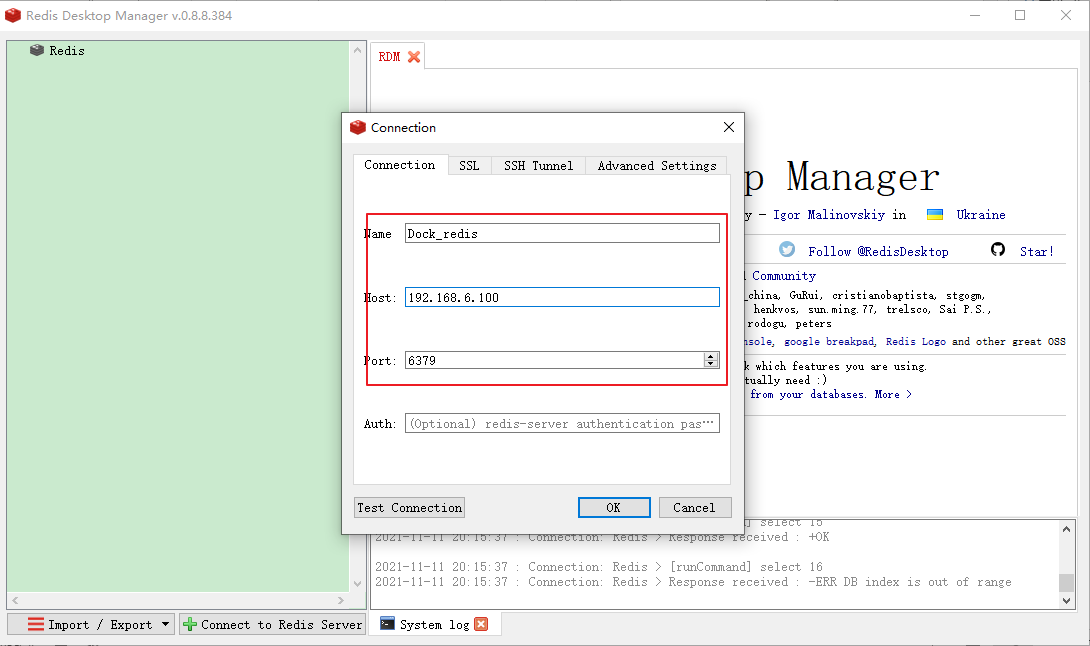 Redis Desktop Manager v.0.8.8.384
Redis
RDM
Connection
Connection SSL SSH Tunnel Advanced Settings
Name Dock_redis
Host: 192.168.6.100
Port: 6379
Auth: (Optional) redis-server authentication pas…
Test Connection OK Cancel
p Manager
y - Igor Malinovskiy in Ukraine
Follow @RedisDesktop Star!
Community
_china, GuRui, cristianobaptista, stgogm,
henkvos, sun.ming.77, trelsco, Sai P.S.,
rodogu, peters
nsole, google breakpad, Redis Logo and other great OSS
k which features you are using.
tually need :)
from your databases. More >
] select 15
2021-11-11 20:15:37 : Connection: Redis > Response received : +OK
2021-11-11 20:15:37 : Connection: Redis > [runCommand] select 16
2021-11-11 20:15:37 : Connection: Redis > Response received : -ERR DB index is out of range
Import / Export Connect to Redis Server System log